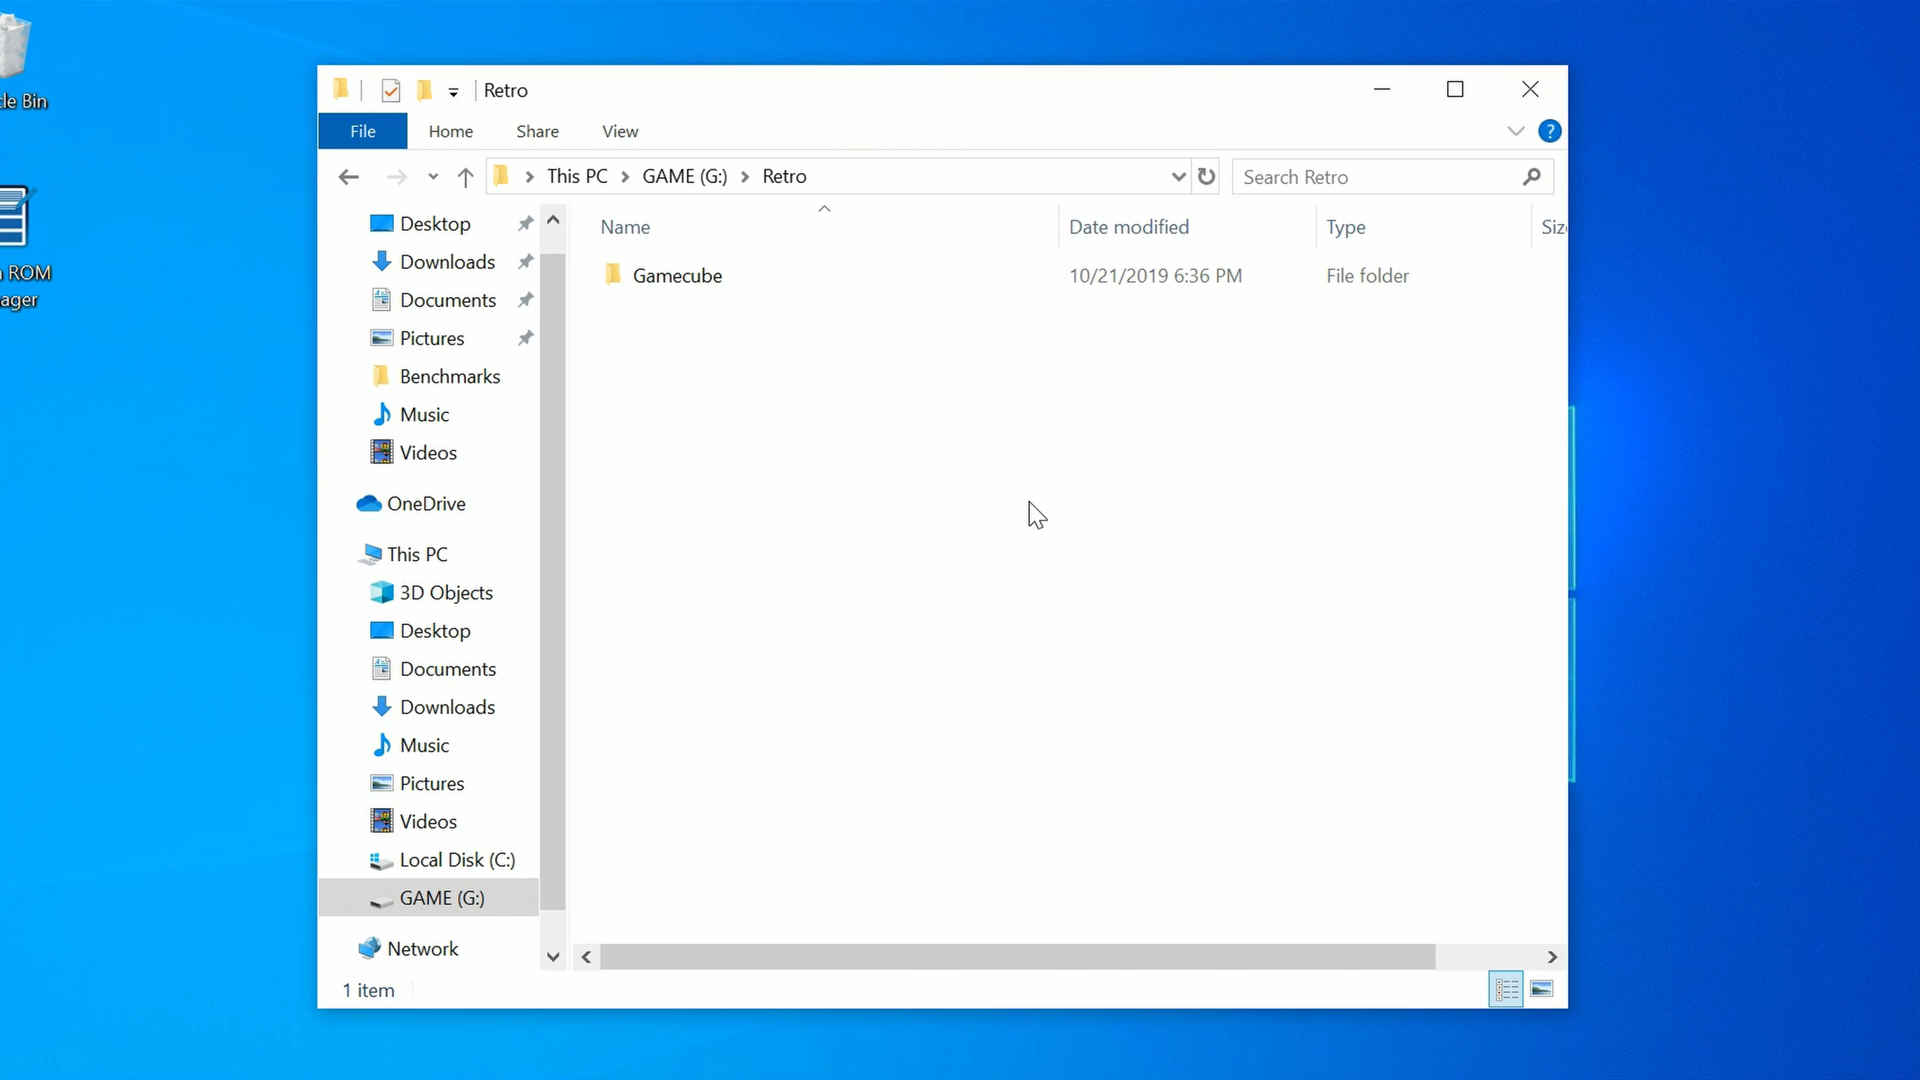 cle Bin
ROM
ager
Retro
File
Home
Share
View
?
This PC
GAME (G:)
Retro
Search Retro
Desktop
Downloads
Documents
Pictures
Benchmarks
Music
Videos
OneDrive
This PC
3D Objects
Desktop
Documents
Downloads
Music
Pictures
Videos
Local Disk (C:)
GAME (G:)
Network
Name
Date modified
Type
Siz
Gamecube
10/21/2019 6:36 PM
File folder
1 item